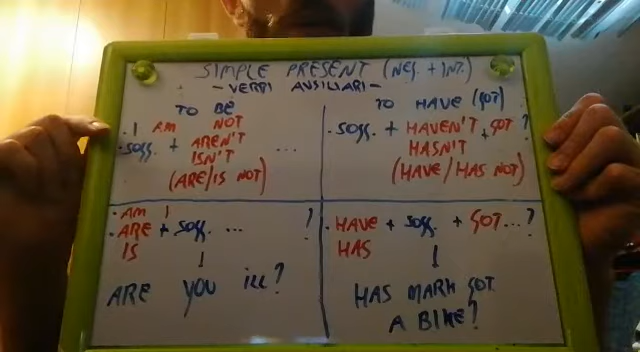 SIMPLE PRESENT (NEG. + INT.)
- VERBI AUSILIARI -
TO BE
. I AM NOT
. SOGG. + AREN'T ...
ISN'T
(ARE/IS NOT)
TO HAVE (GOT)
. SOGG. + HAVEN'T + GOT ?
HASN'T
(HAVE/HAS NOT)
. AM I
. ARE + SOGG. ... ?
IS
ARE YOU ILL?
. HAVE + SOGG. + GOT...?
HAS
HAS MARK GOT
A BIKE?